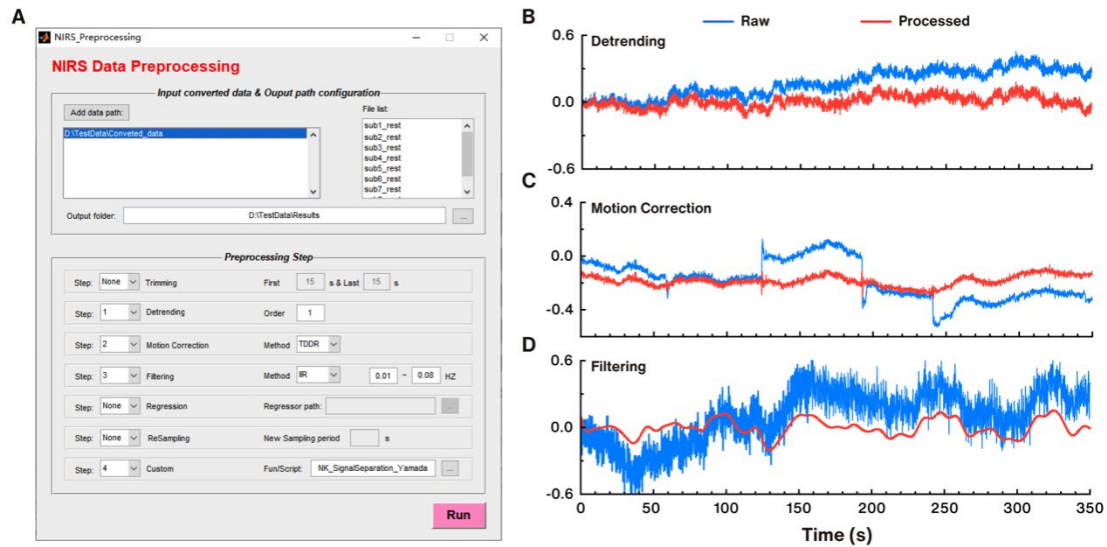 A
NIRS_Preprocessing
NIRS Data Preprocessing
Input converted data & Ouput path configuration
Add data path:
File list:
D:\TestData\Conveted_data
sub1_rest
sub2_rest
sub3_rest
sub4_rest
sub5_rest
sub6_rest
sub7_rest
Output folder: D:\TestData\Results ...
Preprocessing Step
Step: None Trimming First 15 s & Last 15 s
Step: 1 Detrending Order 1
Step: 2 Motion Correction Method TDDR
Step: 3 Filtering Method IIR 0.01 ~ 0.08 HZ
Step: None Regression Regressor path: ...
Step: None ReSampling New Sampling period s
Step: 4 Custom Fun/Script: NK_SignalSeparation_Yamada ...
Run
B
Raw Processed
0.6
Detrending
0.0
-0.6
C
0.4
Motion Correction
0.0
-0.4
D
0.6
Filtering
0.0
-0.6
0 50 100 150 200 250 300 350
Time (s)